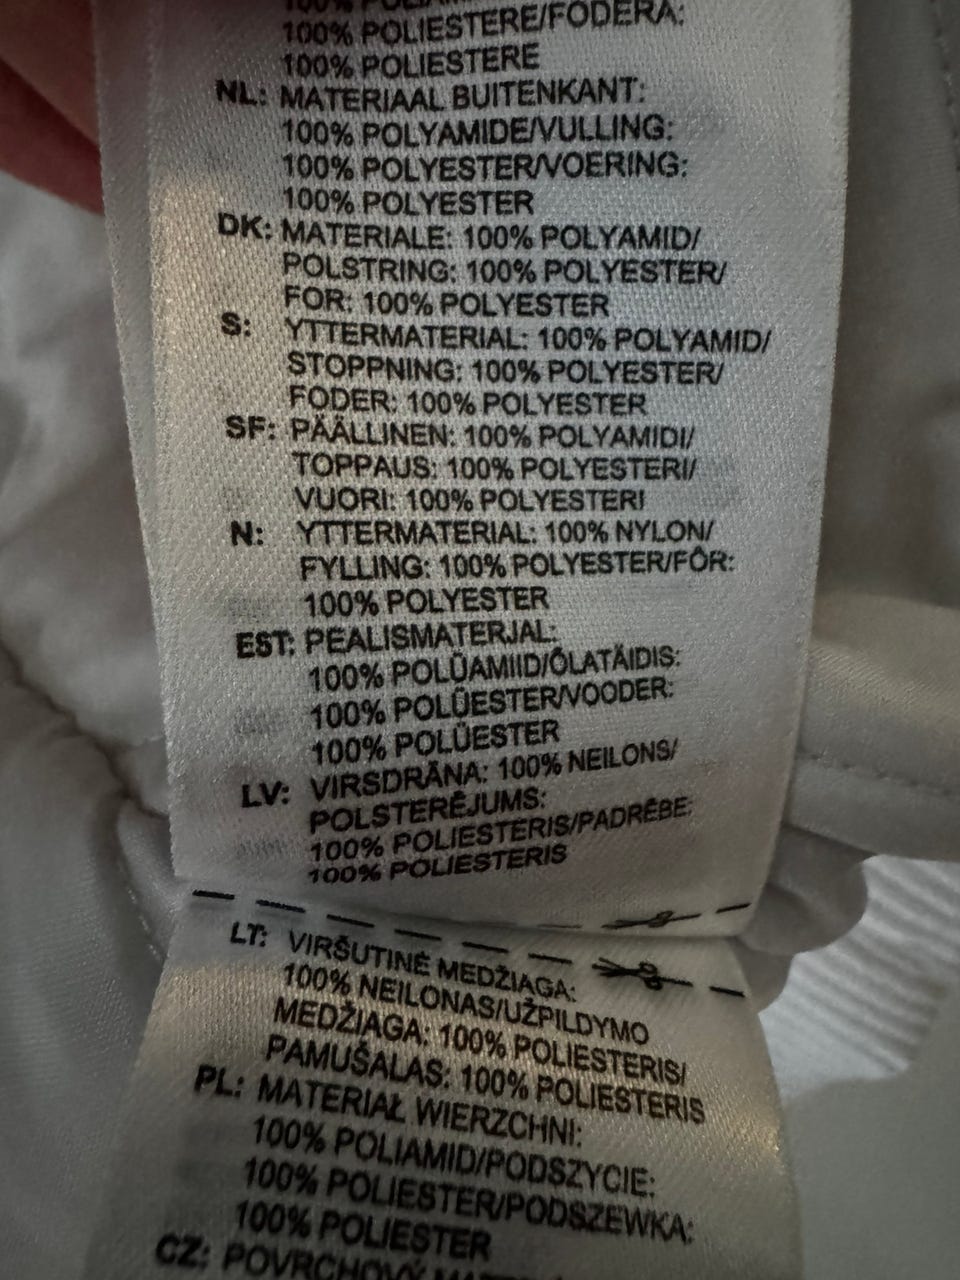 100% POLIESTERE/FODERA:
100% POLIESTERE
NL: MATERIAAL BUITENKANT:
100% POLYAMIDE/VULLING:
100% POLYESTER/VOERING:
100% POLYESTER
DK: MATERIALE: 100% POLYAMID/
POLSTRING: 100% POLYESTER/
FOR: 100% POLYESTER
S: YTTERMATERIAL: 100% POLYAMID/
STOPPNING: 100% POLYESTER/
FODER: 100% POLYESTER
SF: PÄÄLLINEN: 100% POLYAMIDI/
TOPPAUS: 100% POLYESTERI/
VUORI: 100% POLYESTERI
N: YTTERMATERIAL: 100% NYLON/
FYLLING: 100% POLYESTER/FÔR:
100% POLYESTER
EST: PEALISMATERJAL:
100% POLÜAMIID/ÕLATÄIDIS:
100% POLÜESTER/VOODER:
100% POLÜESTER
LV: VIRSDRĀNA: 100% NEILONS/
POLSTERĒJUMS:
100% POLIESTERIS/PADRĒBE:
100% POLIESTERIS
LT: VIRŠUTINĖ MEDŽIAGA:
100% NEILONAS/UŽPILDYMO
MEDŽIAGA: 100% POLIESTERIS/
PAMUŠALAS: 100% POLIESTERIS
PL: MATERIAŁ WIERZCHNI:
100% POLIAMID/PODSZYCIE:
100% POLIESTER/PODSZEWKA:
100% POLIESTER
CZ: POVRCHOVÝ